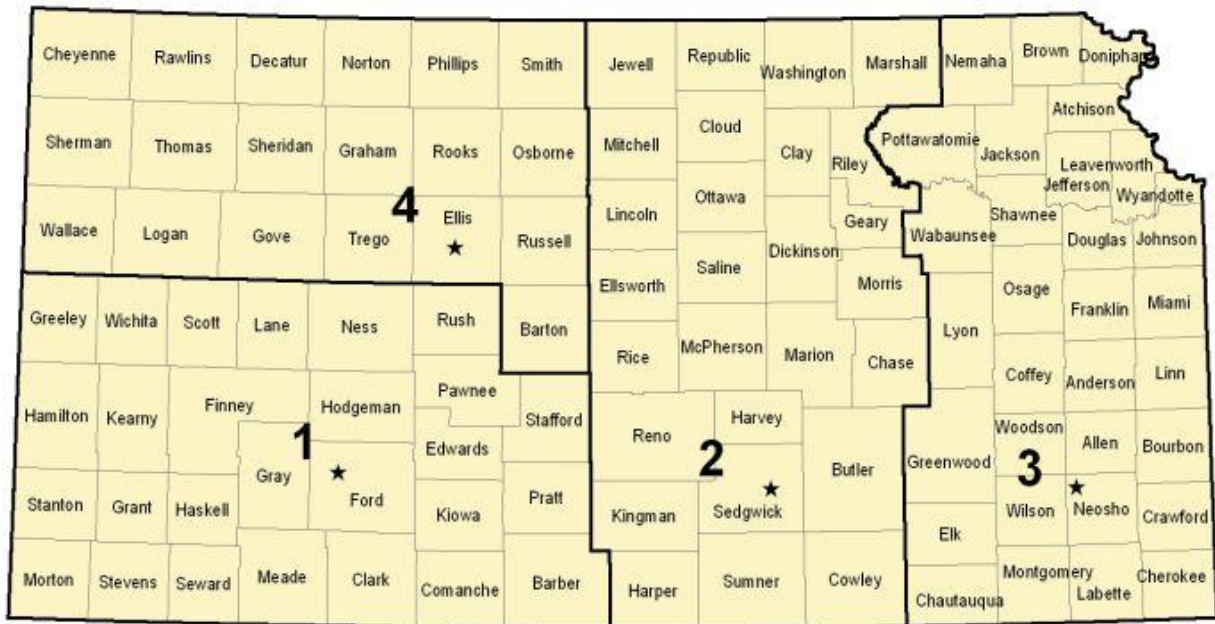 Cheyenne
Rawlins
Decatur
Norton
Phillips
Smith
Jewell
Republic
Washington
Marshall
Nemaha
Brown
Doniphan
Atchison
Sherman
Thomas
Sheridan
Graham
Rooks
Osborne
Mitchell
Cloud
Clay
Riley
Pottawatomie
Jackson
Leavenworth
Jefferson
Wyandotte
Wallace
Logan
Gove
Trego
4
Ellis
Russell
Lincoln
Ottawa
Geary
Dickinson
Wabaunsee
Shawnee
Douglas
Johnson
Ellsworth
Saline
Morris
Osage
Franklin
Miami
Greeley
Wichita
Scott
Lane
Ness
Rush
Barton
Rice
McPherson
Marion
Chase
Lyon
Coffey
Anderson
Linn
Hamilton
Kearny
Finney
Hodgeman
Pawnee
Stafford
Edwards
1
Gray
Ford
Reno
Harvey
2
Butler
Sedgwick
Greenwood
Woodson
3
Allen
Bourbon
Stanton
Grant
Haskell
Kiowa
Pratt
Kingman
Elk
Wilson
Neosho
Crawford
Morton
Stevens
Seward
Meade
Clark
Comanche
Barber
Harper
Sumner
Cowley
Chautauqua
Montgomery
Labette
Cherokee